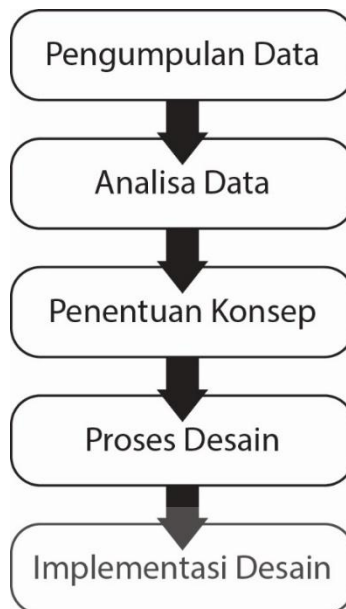 Pengumpulan Data
Analisa Data
Penentuan Konsep
Proses Desain
Implementasi Desain